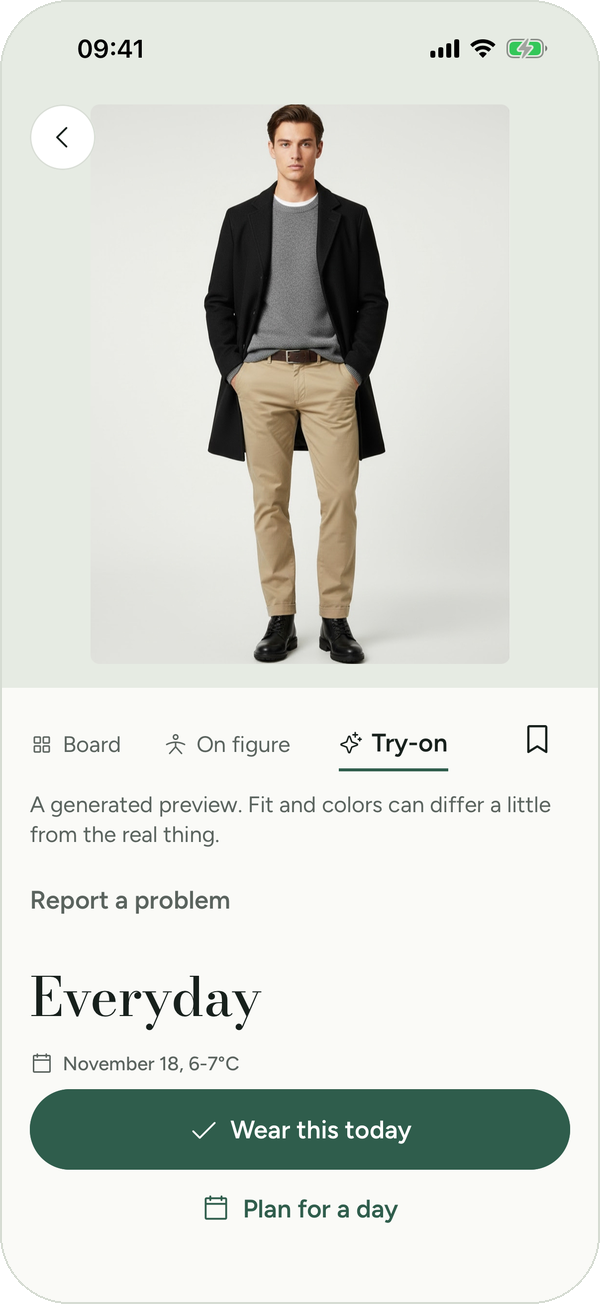 09:41
Board
On figure
Try-on
A generated preview. Fit and colors can differ a little
from the real thing.
Report a problem
Everyday
November 18, 6-7°C
Wear this today
Plan for a day